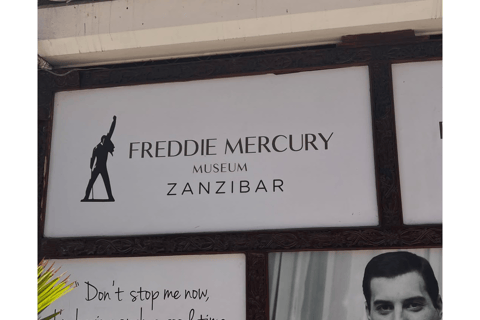 FREDDIE MERCURY
MUSEUM
ZANZIBAR
"Don't stop me now,